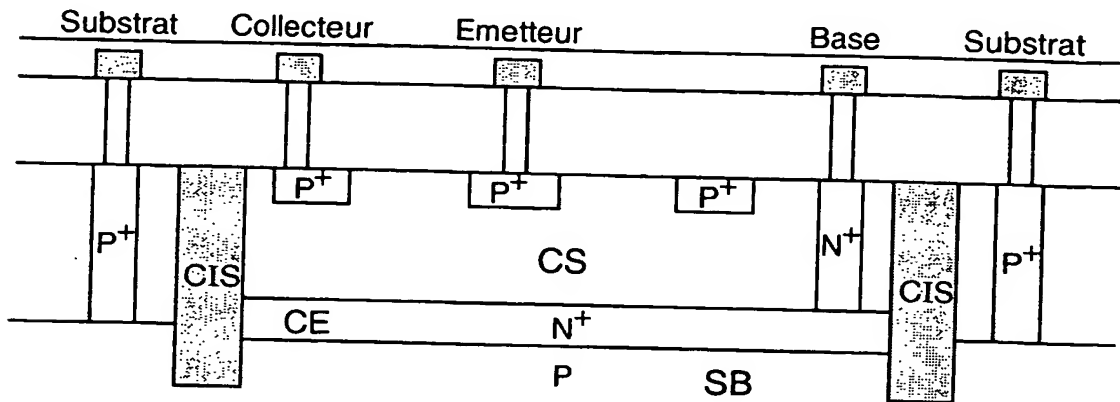 Substrat Collecteur Emetteur Base Substrat
P+ P+ P+
P+ CIS CS N+ CIS P+
CE N+
P SB